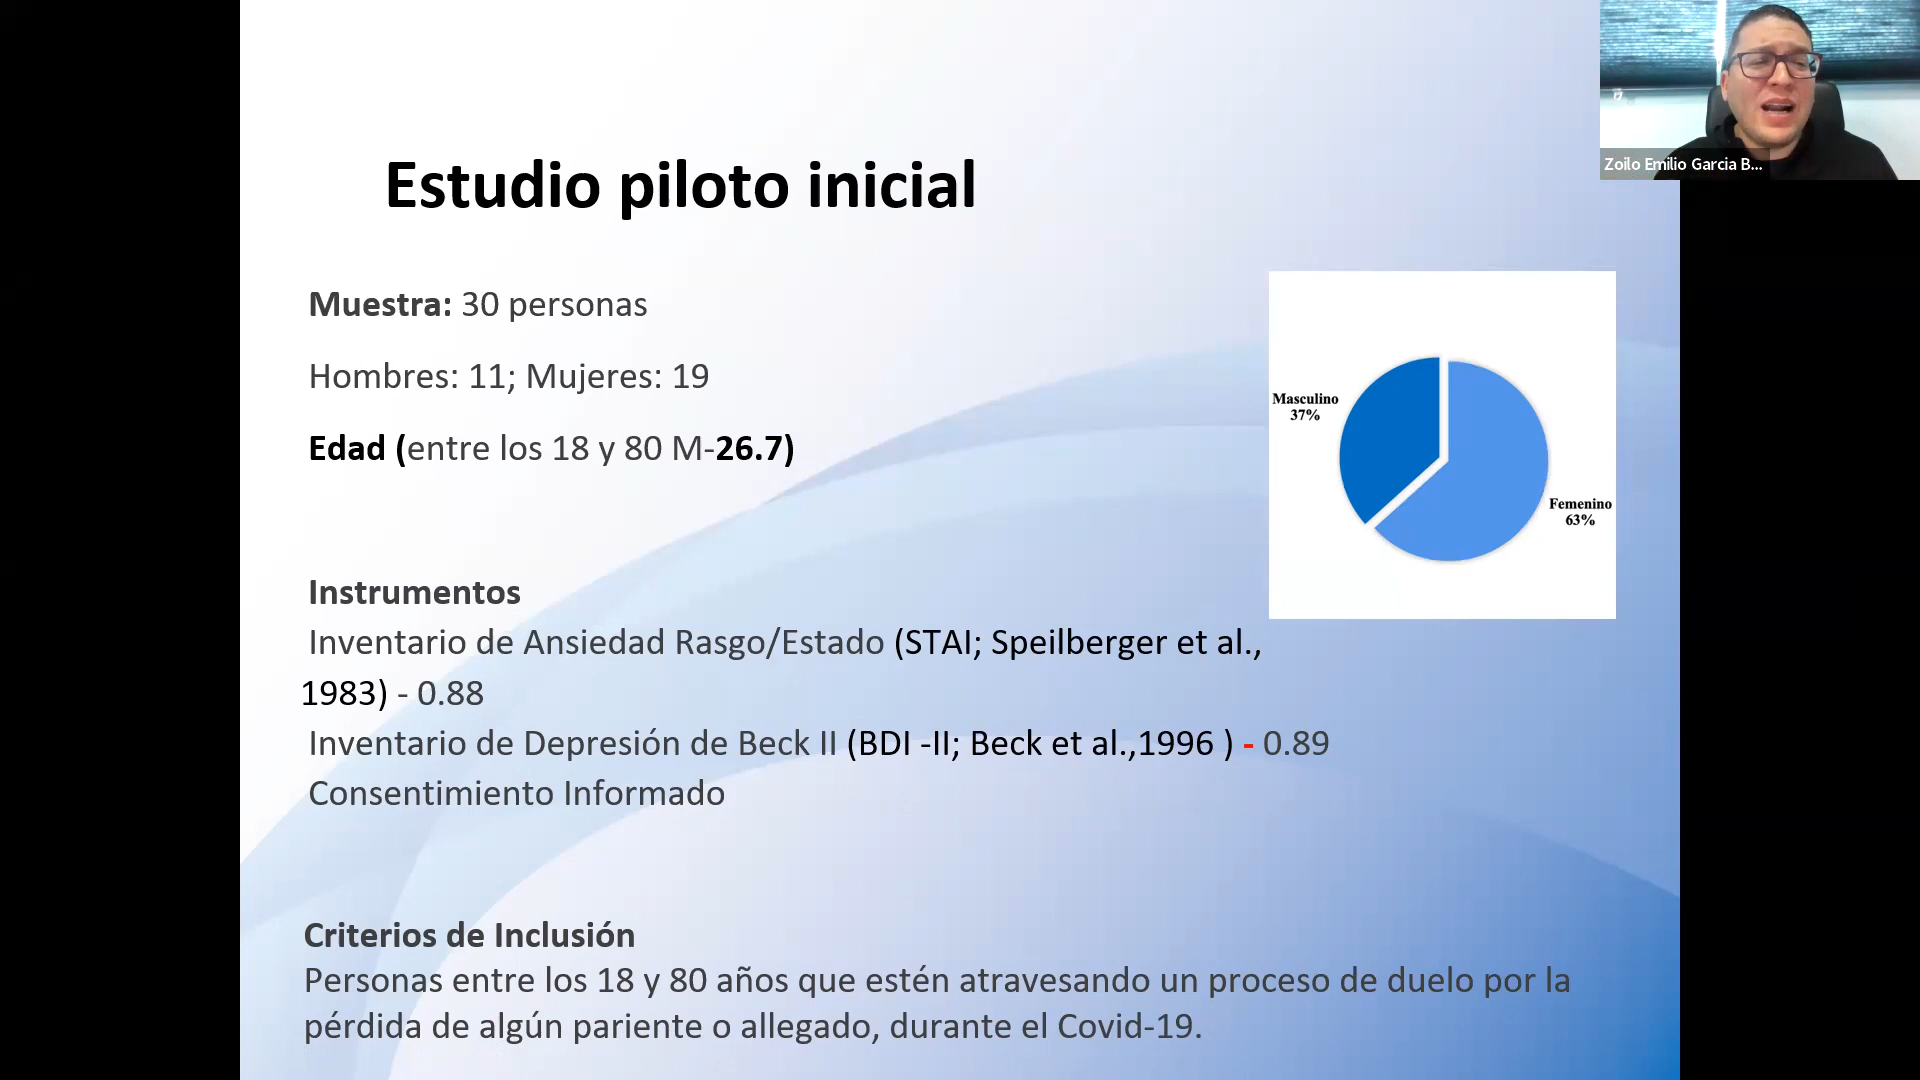 Zoilo Emilio Garcia B...
Estudio piloto inicial
Muestra: 30 personas
Hombres: 11; Mujeres: 19
Edad (entre los 18 y 80 M-26.7)
Masculino
37%
Femenino
63%
Instrumentos
Inventario de Ansiedad Rasgo/Estado (STAI; Speilberger et al.,
1983) - 0.88
Inventario de Depresión de Beck II (BDI -II; Beck et al.,1996 ) - 0.89
Consentimiento Informado
Criterios de Inclusión
Personas entre los 18 y 80 años que estén atravesando un proceso de duelo por la
pérdida de algún pariente o allegado, durante el Covid-19.